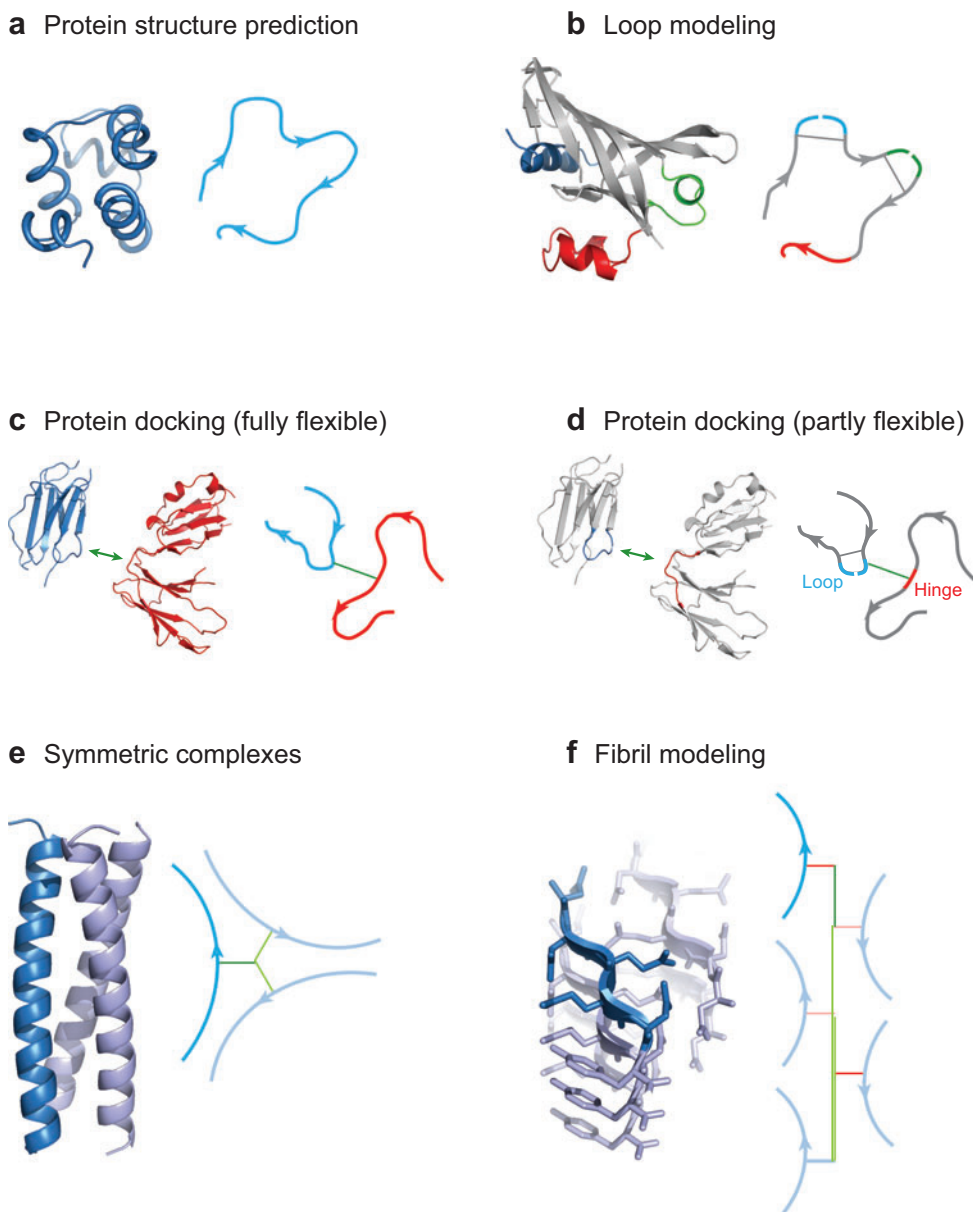 a Protein structure prediction
b Loop modeling
c Protein docking (fully flexible)
d Protein docking (partly flexible)
Loop
Hinge
e Symmetric complexes
f Fibril modeling